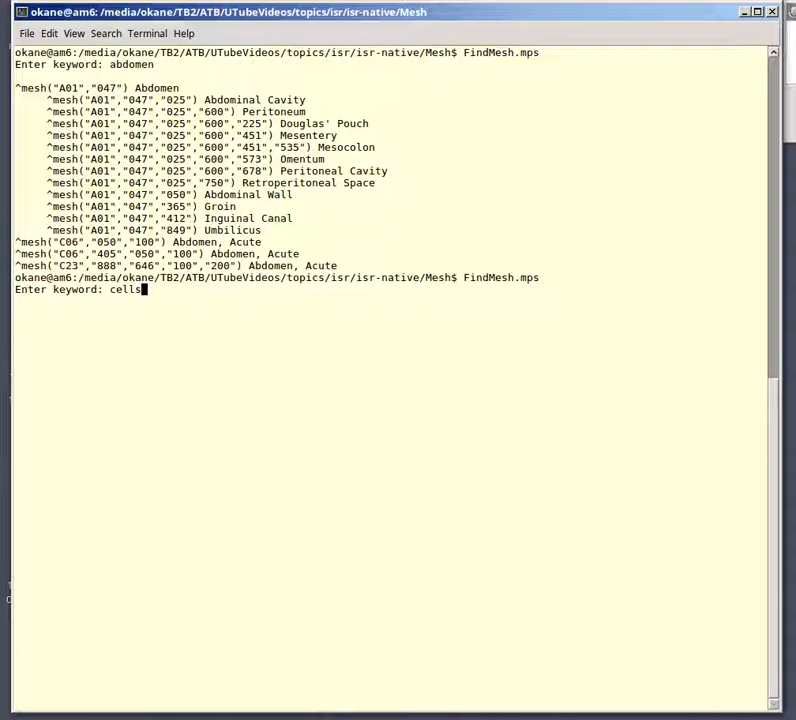 okane@am6: /media/okane/TB2/ATB/UTubeVideos/topics/isr/isr-native/Mesh
File Edit View Search Terminal Help
okane@am6:/media/okane/TB2/ATB/UTubeVideos/topics/isr/isr-native/Mesh$ FindMesh.mps
Enter keyword: abdomen
^mesh("A01","047") Abdomen
^mesh("A01","047","025") Abdominal Cavity
^mesh("A01","047","025","600") Peritoneum
^mesh("A01","047","025","600","225") Douglas' Pouch
^mesh("A01","047","025","600","451") Mesentery
^mesh("A01","047","025","600","451","535") Mesocolon
^mesh("A01","047","025","600","573") Omentum
^mesh("A01","047","025","600","678") Peritoneal Cavity
^mesh("A01","047","025","750") Retroperitoneal Space
^mesh("A01","047","050") Abdominal Wall
^mesh("A01","047","365") Groin
^mesh("A01","047","412") Inguinal Canal
^mesh("A01","047","849") Umbilicus
^mesh("C06","050","100") Abdomen, Acute
^mesh("C06","405","050","100") Abdomen, Acute
^mesh("C23","888","646","100","200") Abdomen, Acute
okane@am6:/media/okane/TB2/ATB/UTubeVideos/topics/isr/isr-native/Mesh$ FindMesh.mps
Enter keyword: cells